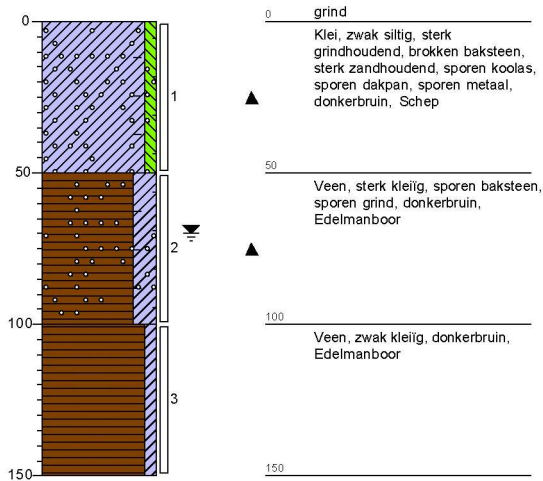 0
50
100
150
1
2
3
0
grind
Klei, zwak siltig, sterk
grindhoudend, brokken baksteen,
sterk zandhoudend, sporen koolas,
sporen dakpan, sporen metaal,
donkerbruin, Schep
50
Veen, sterk kleiïg, sporen baksteen,
sporen grind, donkerbruin,
Edelmanboor
100
Veen, zwak kleiïg, donkerbruin,
Edelmanboor
150